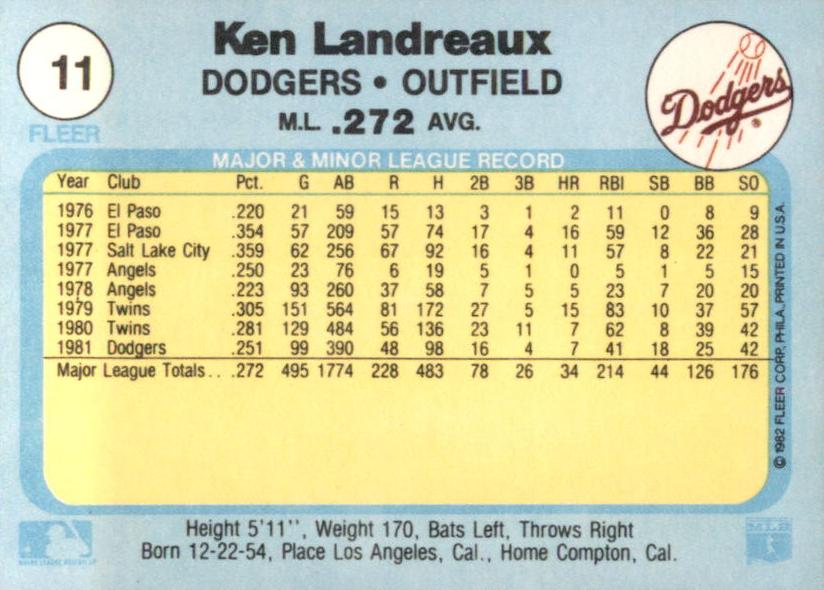 11
Ken Landreaux
DODGERS • OUTFIELD
M.L. .272 AVG.
Dodgers
FLEER
MAJOR & MINOR LEAGUE RECORD
Year Club Pct. G AB R H 2B 3B HR RBI SB BB SO
1976 El Paso .220 21 59 15 13 3 1 2 11 0 8 9
1977 El Paso .354 57 209 57 74 17 4 16 59 12 36 28
1977 Salt Lake City .359 62 256 67 92 16 4 11 57 8 22 21
1977 Angels .250 23 76 6 19 5 1 0 5 1 5 15
1978 Angels .223 93 260 37 58 7 5 5 23 7 20 20
1979 Twins .305 151 564 81 172 27 5 15 83 10 37 57
1980 Twins .281 129 484 56 136 23 11 7 62 8 39 42
1981 Dodgers .251 99 390 48 98 16 4 7 41 18 25 42
Major League Totals... .272 495 1774 228 483 78 26 34 214 44 126 176
© 1982 FLEER CORP. PHILA. PRINTED IN U.S.A.
Height 5'11'', Weight 170, Bats Left, Throws Right
Born 12-22-54, Place Los Angeles, Cal., Home Compton, Cal.